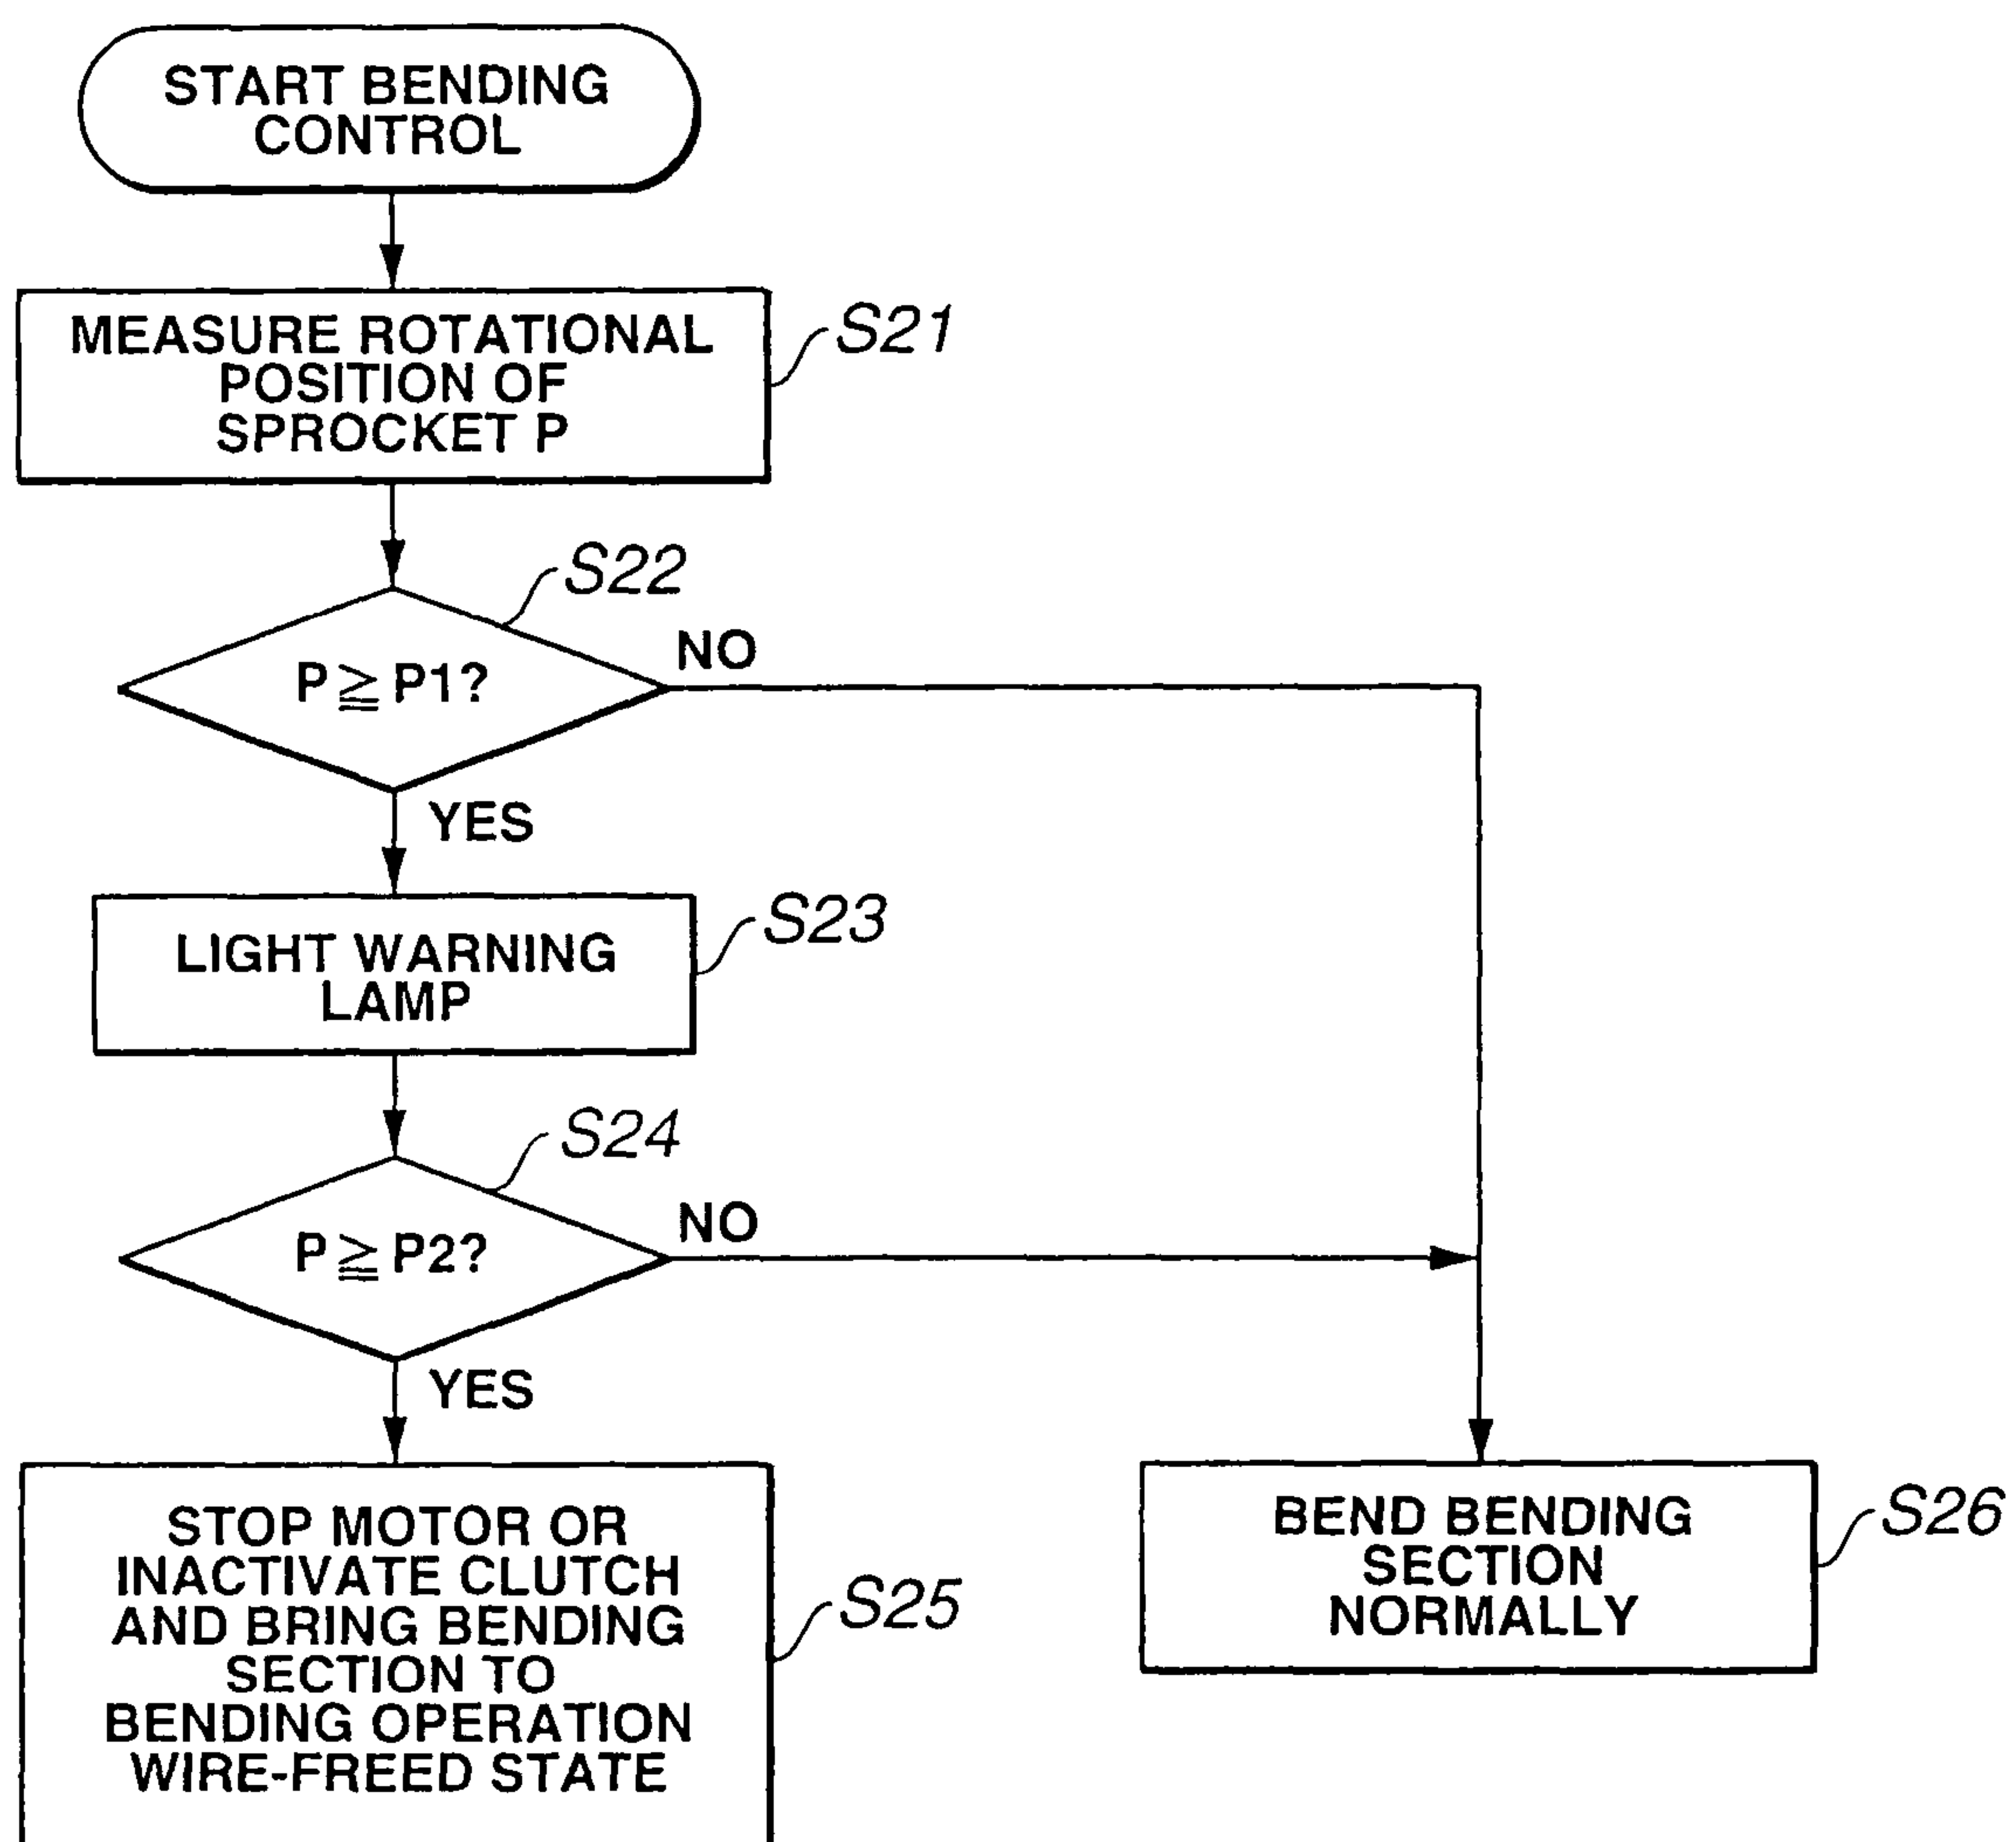 START BENDING
CONTROL
MEASURE ROTATIONAL
POSITION OF
SPROCKET P
S21
S22
P ≧ P1?
NO
YES
LIGHT WARNING
LAMP
S23
S24
P ≧ P2?
NO
YES
STOP MOTOR OR
INACTIVATE CLUTCH
AND BRING BENDING
SECTION TO
BENDING OPERATION
WIRE-FREED STATE
S25
BEND BENDING
SECTION
NORMALLY
S26